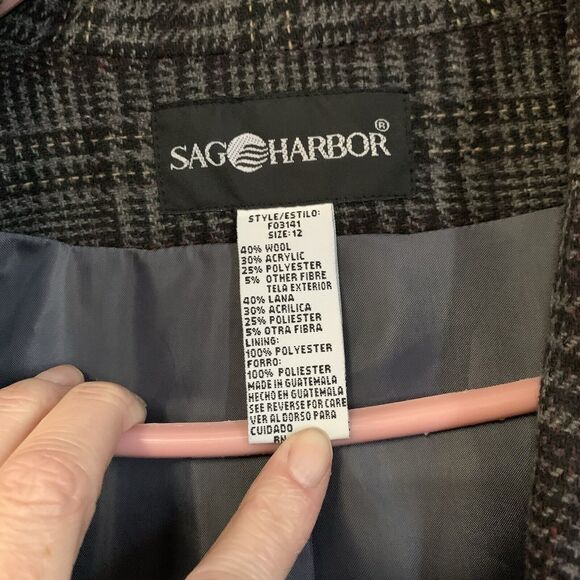 SAG HARBOR®
STYLE/ESTILO:
F03141
SIZE:12
40% WOOL
30% ACRYLIC
25% POLYESTER
5% OTHER FIBRE
TELA EXTERIOR
40% LANA
30% ACRILICA
25% POLIESTER
5% OTRA FIBRA
LINING:
100% POLYESTER
FORRO:
100% POLIESTER
MADE IN GUATEMALA
HECHO EN GUATEMALA
SEE REVERSE FOR CARE
VER AL DORSO PARA
CUIDADO